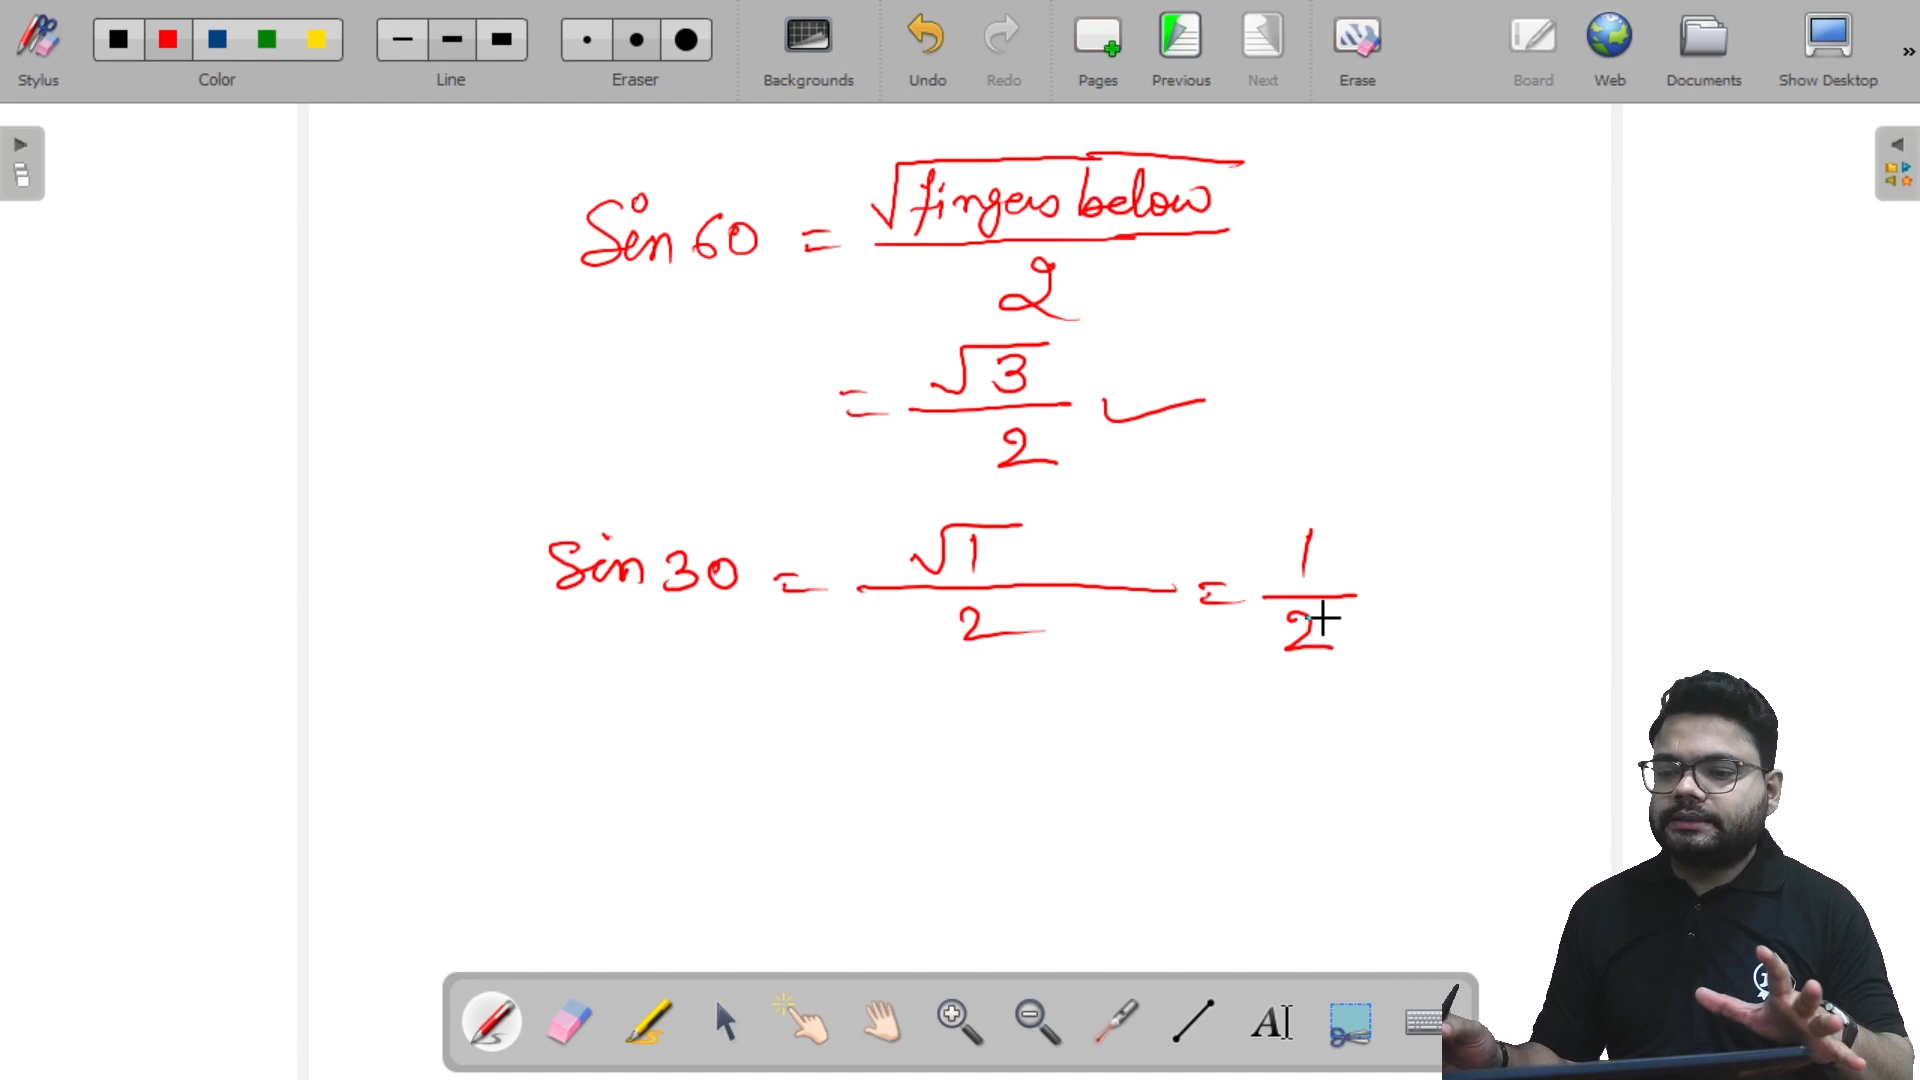 Stylus Color Line Eraser Backgrounds Undo Redo Pages Previous Next Erase Board Web Documents Show Desktop »
Sin 60 = √fingers below / 2
= √3 / 2 ✓
Sin 30 = √1 / 2 = 1 / 2
AI